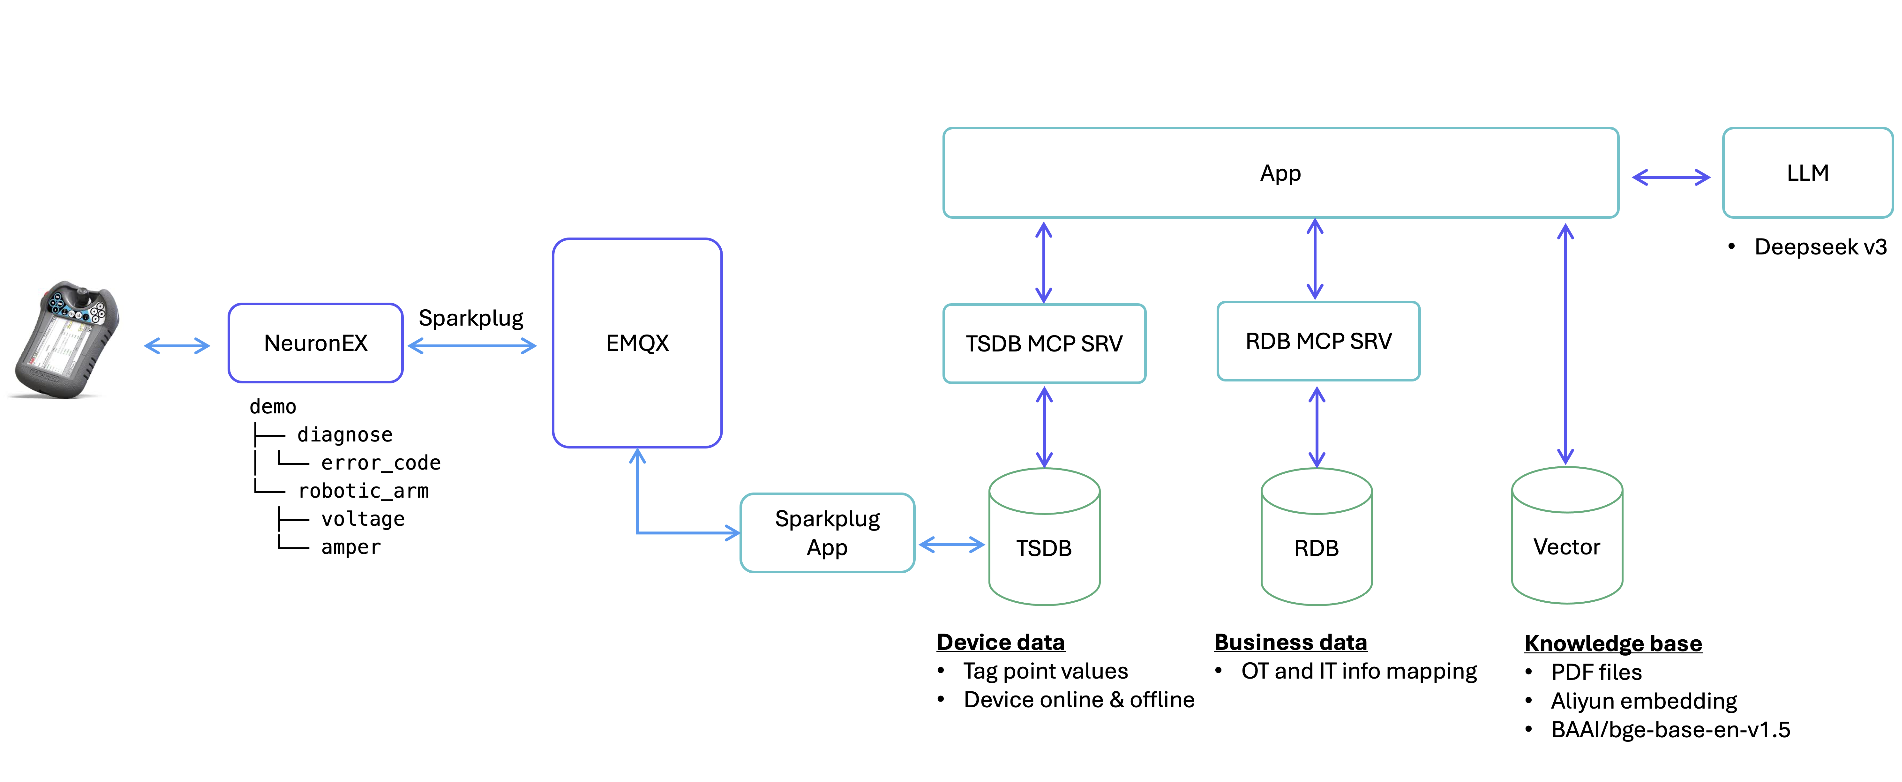 App
LLM
• Deepseek v3
Sparkplug
NeuronEX
EMQX
TSDB MCP SRV
RDB MCP SRV
demo
├── diagnose
│ └── error_code
└── robotic_arm
├── voltage
└── amper
Sparkplug
App
TSDB
RDB
Vector
Device data
• Tag point values
• Device online & offline
Business data
• OT and IT info mapping
Knowledge base
• PDF files
• Aliyun embedding
• BAAI/bge-base-en-v1.5